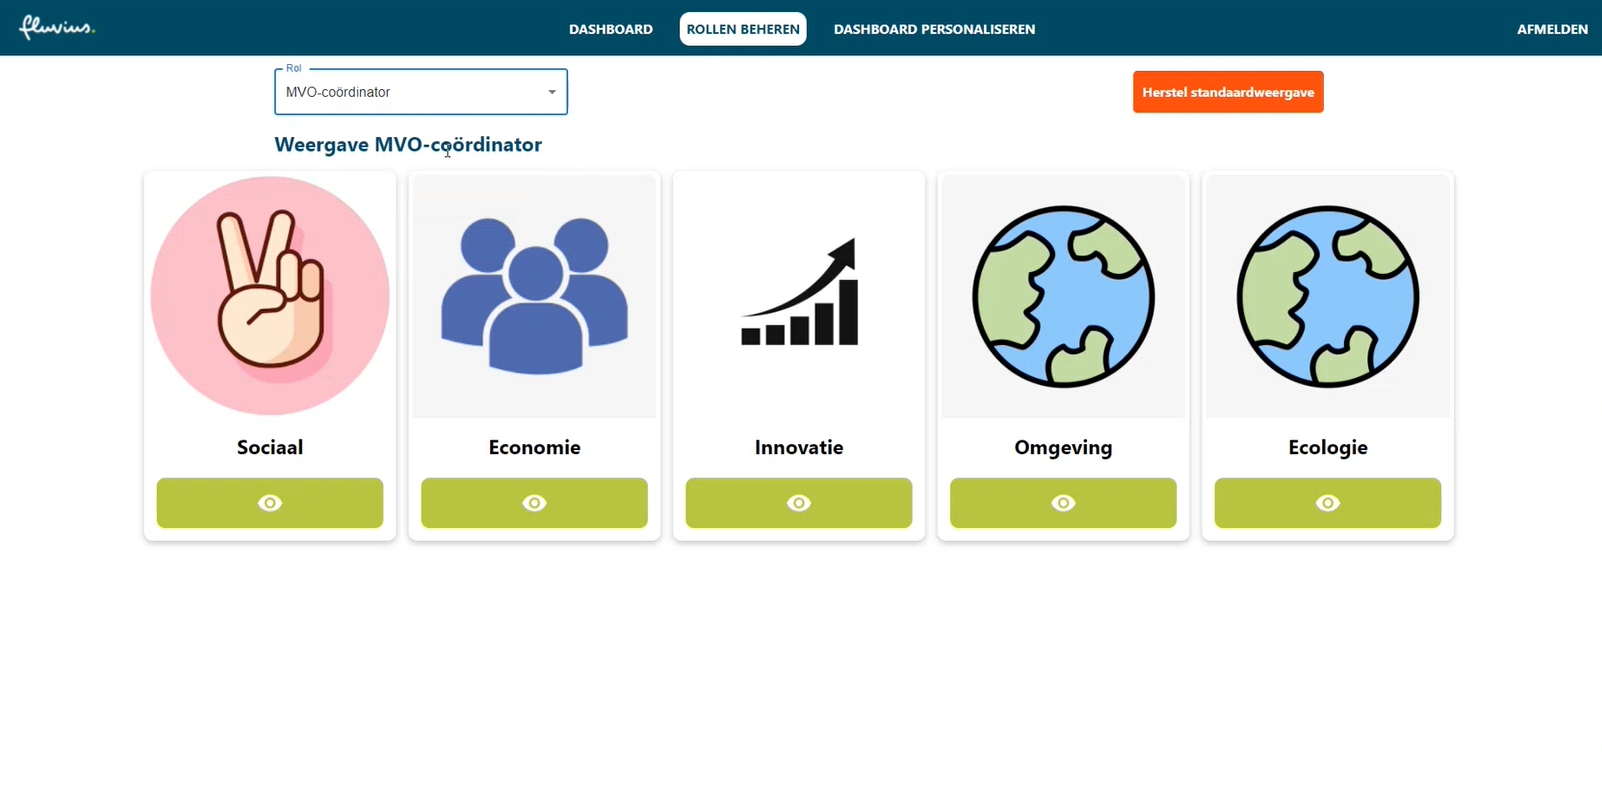 fluvius.
DASHBOARD
ROLLEN BEHEREN
DASHBOARD PERSONALISEREN
AFMELDEN
Rol
MVO-coördinator
Herstel standaardweergave
Weergave MVO-coördinator
Sociaal
Economie
Innovatie
Omgeving
Ecologie